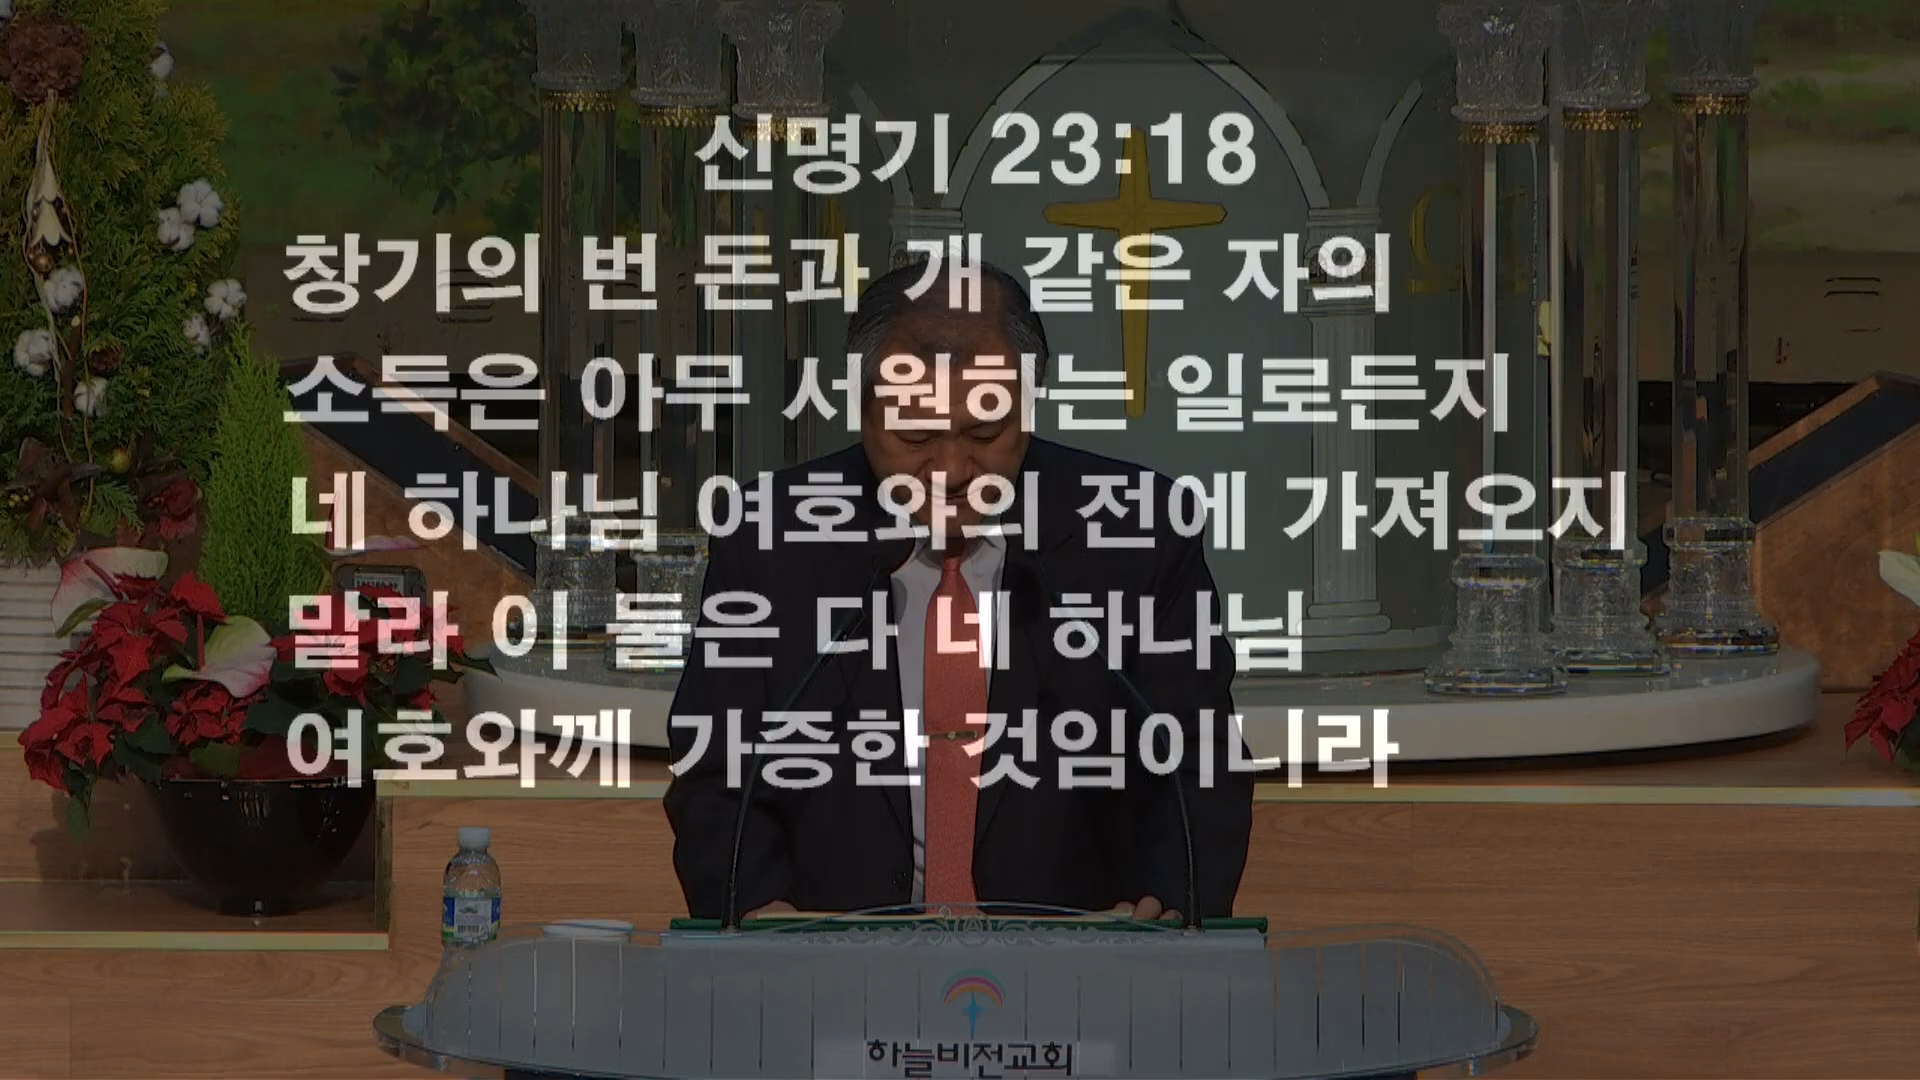 신명기 23:18
창기의 번 돈과 개 같은 자의
소득은 아무 서원하는 일로든지
네 하나님 여호와의 전에 가져오지
말라 이 둘은 다 네 하나님
여호와께 가증한 것임이니라
하늘비전교회